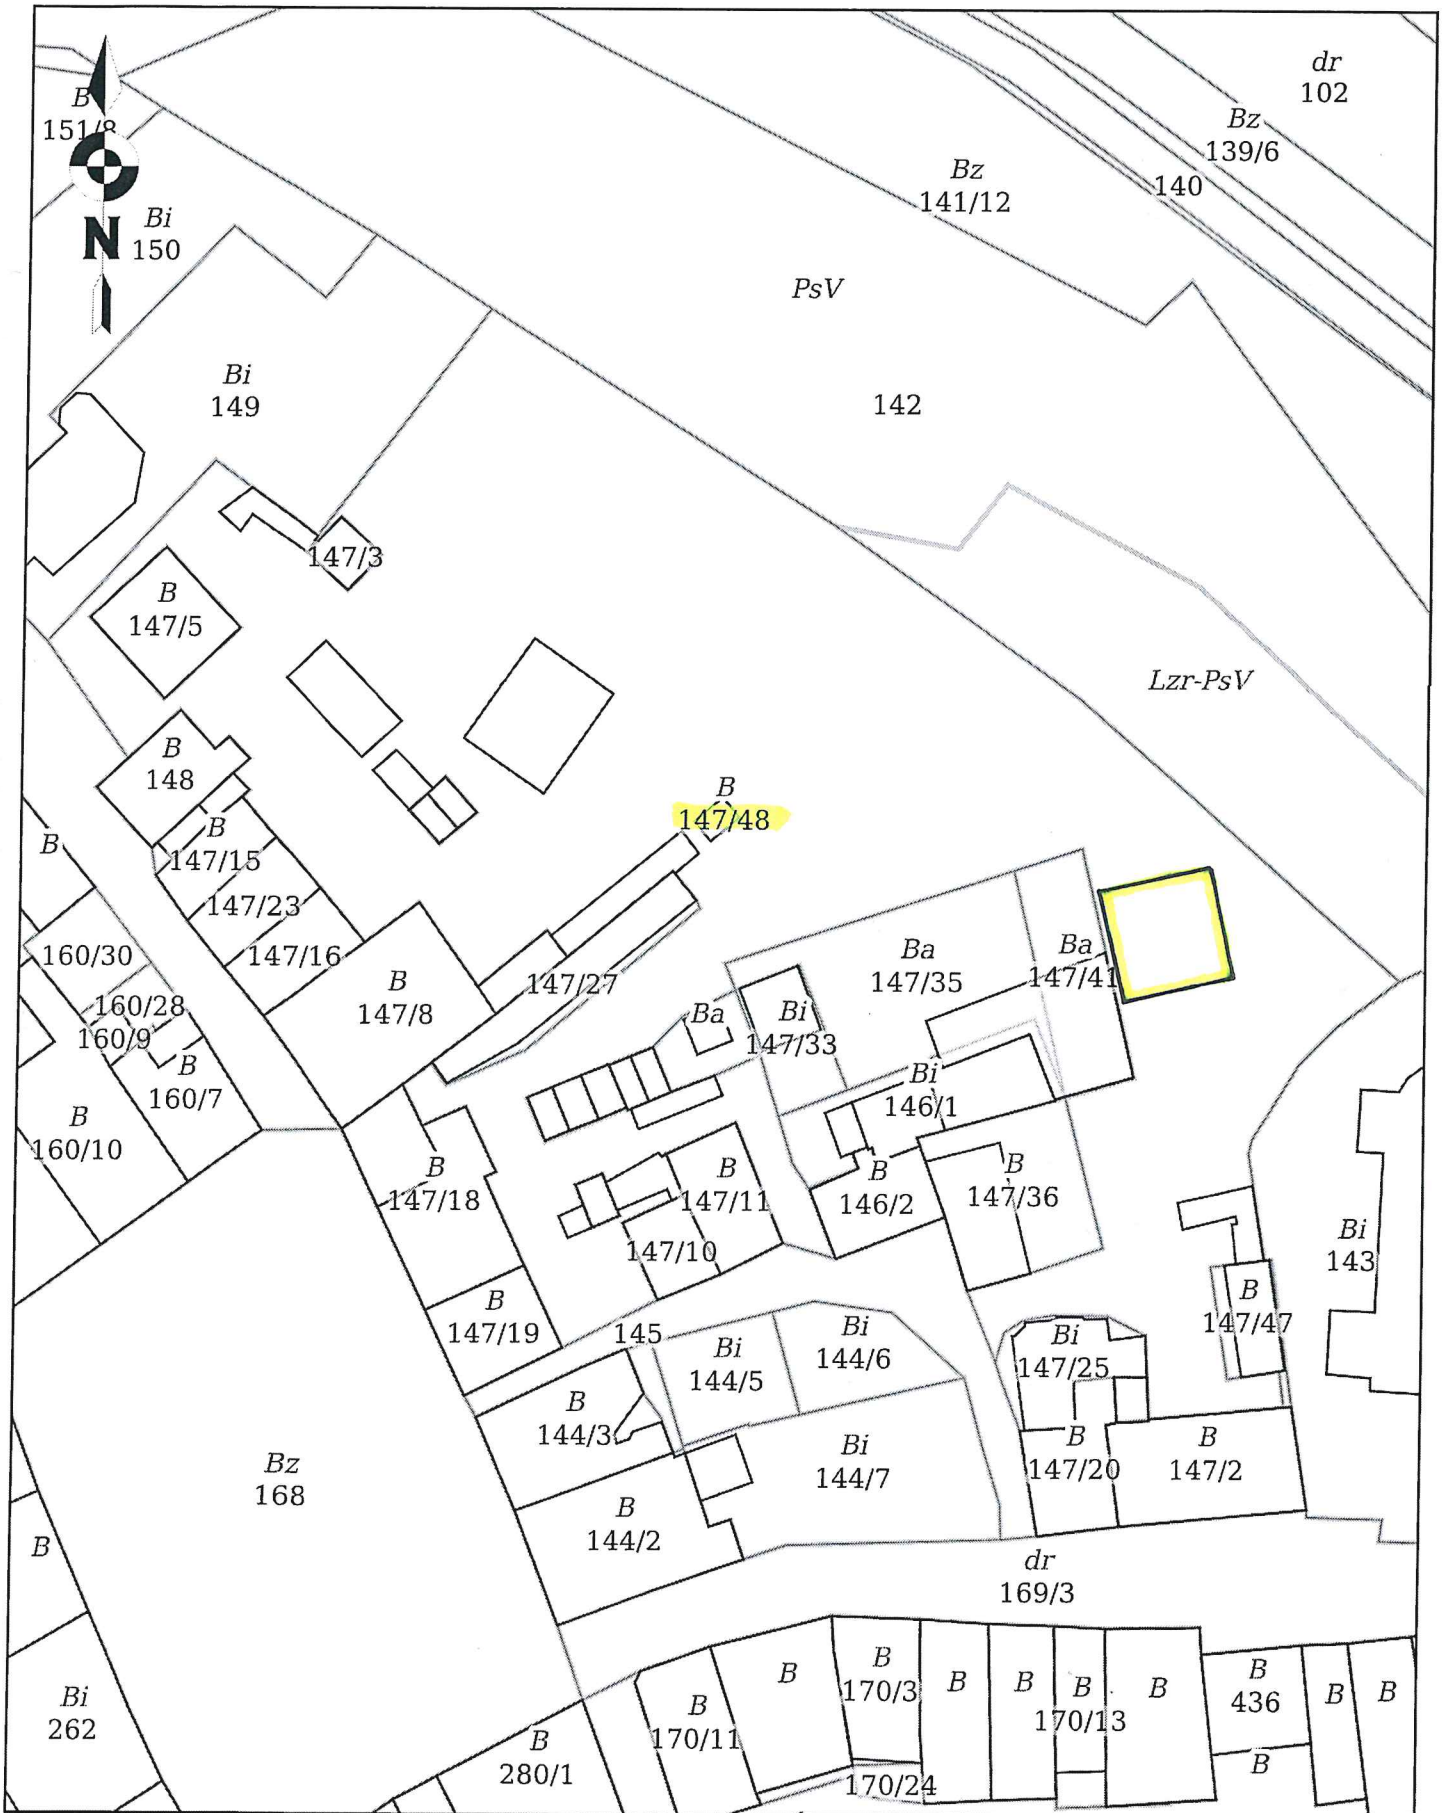 dr
102
B
151/8
Bz
139/6
140
Bz
141/12
N
Bi
150
PsV
Bi
149
142
147/3
B
147/5
Lzr-PsV
B
148
B
147/48
B
B
147/15
147/23
147/16
160/30
160/28
160/9
B
160/7
B
160/10
B
147/8
147/27
Ba
147/35
Ba
147/41
Ba
Bi
147/33
Bi
146/1
B
147/18
B
147/11
B
146/2
B
147/36
147/10
Bi
143
B
147/19
145
Bi
144/5
Bi
144/6
B
147/47
Bi
147/25
B
144/3
Bi
144/7
B
147/20
B
147/2
Bz
168
B
144/2
B
dr
169/3
Bi
262
B
170/11
B
B
170/3
B
B
B
170/13
B
B
436
B
B
B
B
280/1
170/24